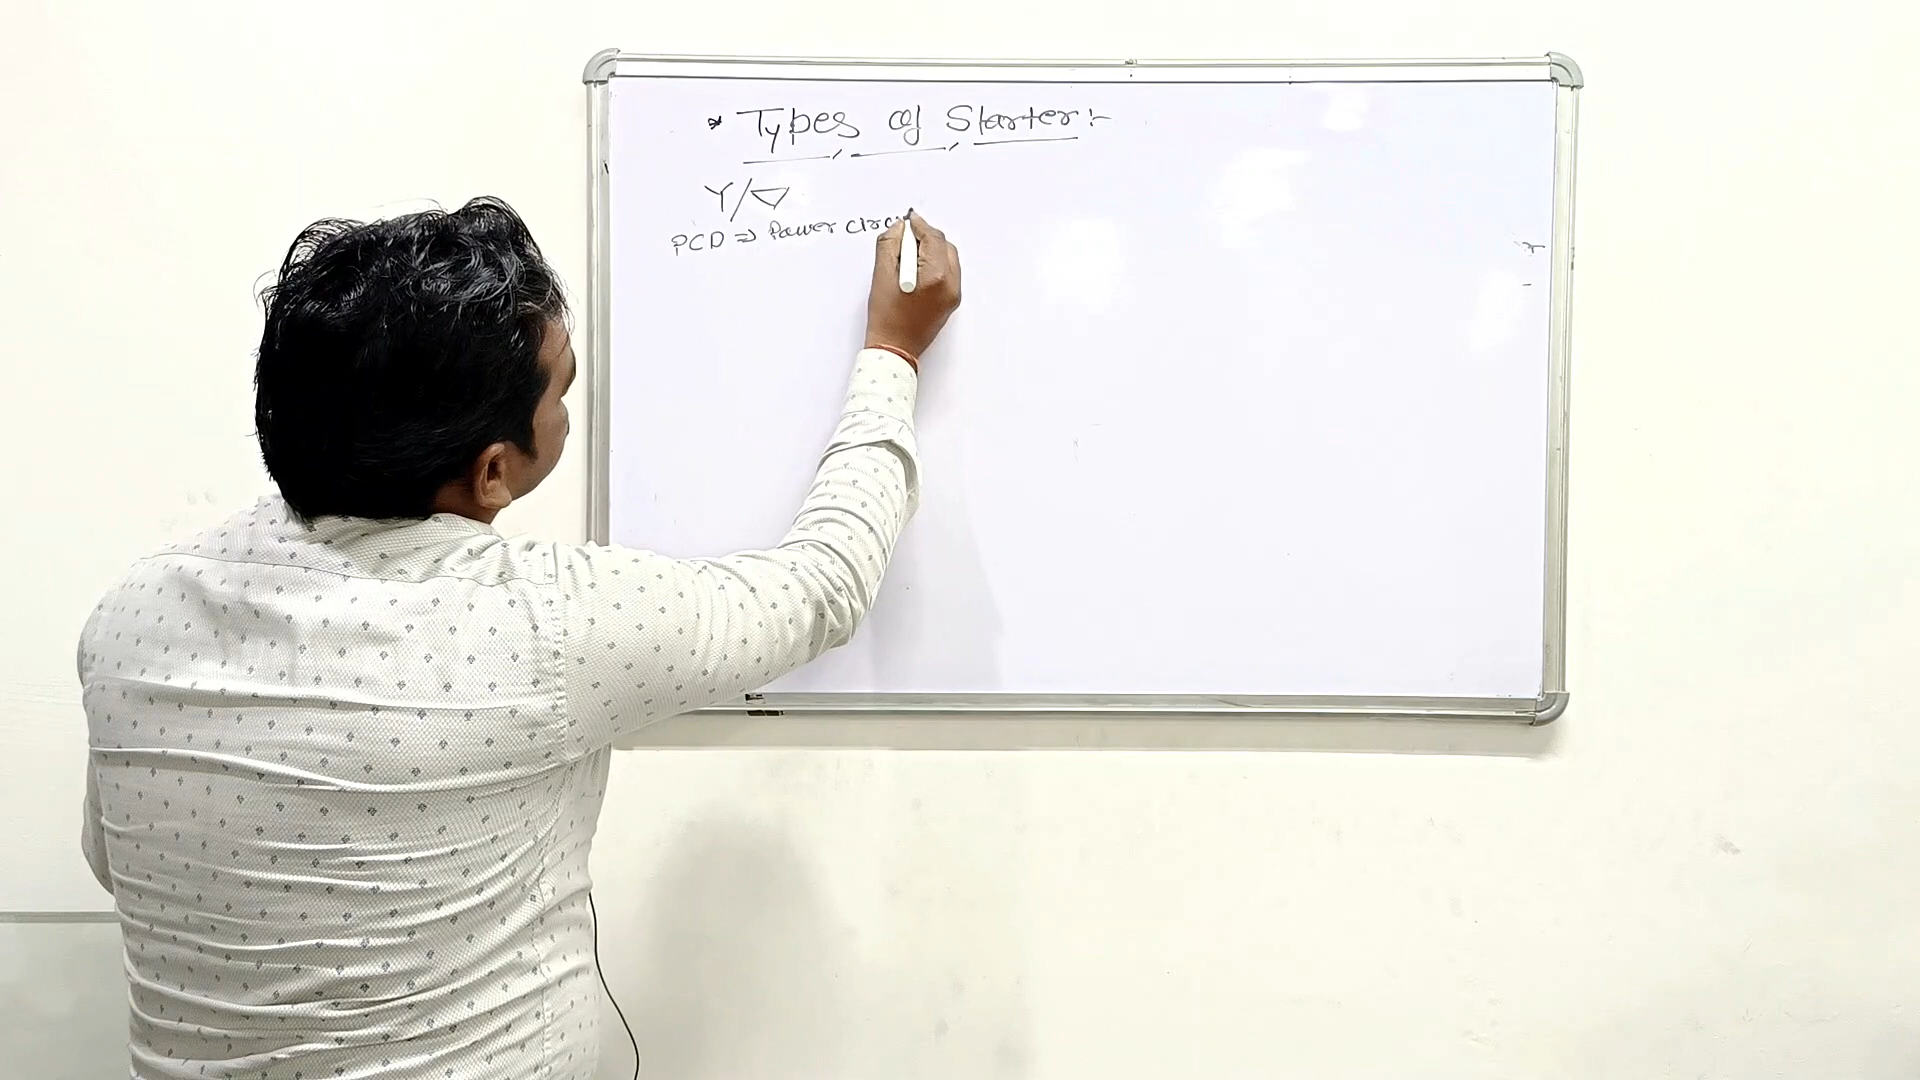 * Types of Starter :-
Y/Δ
PCD ⇒ Power Circ